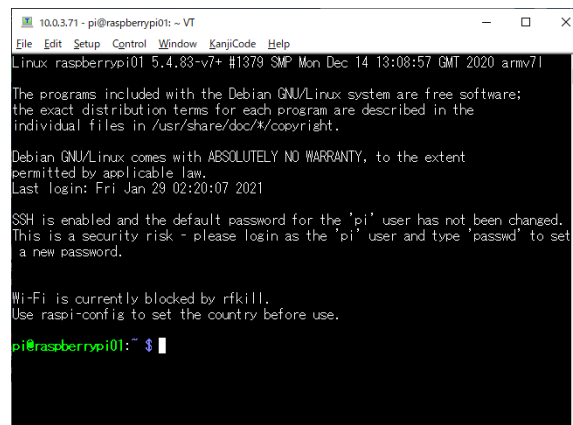 10.0.3.71 - pi@raspberrypi01: ~ VT
File Edit Setup Control Window KanjiCode Help
Linux raspberrypi01 5.4.83-v7+ #1379 SMP Mon Dec 14 13:08:57 GMT 2020 armv7l
The programs included with the Debian GNU/Linux system are free software;
the exact distribution terms for each program are described in the
individual files in /usr/share/doc/*/copyright.
Debian GNU/Linux comes with ABSOLUTELY NO WARRANTY, to the extent
permitted by applicable law.
Last login: Fri Jan 29 02:20:07 2021
SSH is enabled and the default password for the 'pi' user has not been changed.
This is a security risk - please login as the 'pi' user and type 'passwd' to set
 a new password.
Wi-Fi is currently blocked by rfkill.
Use raspi-config to set the country before use.
pi@raspberrypi01:~ $